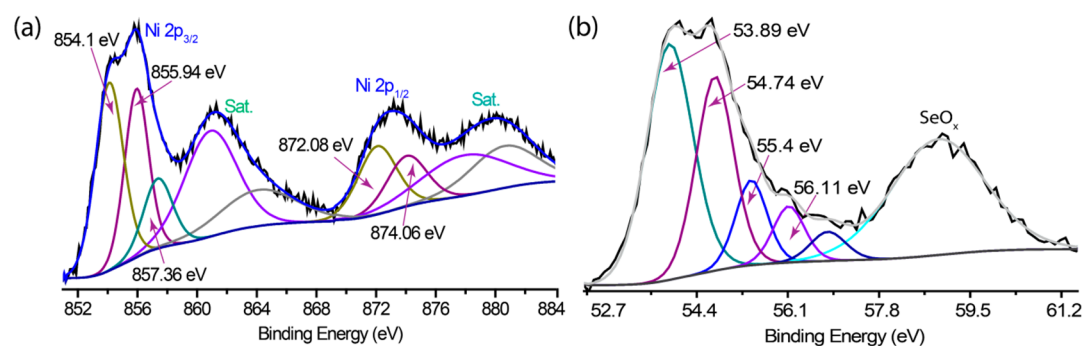 (a)
854.1 eV
Ni 2p3/2
855.94 eV
Sat.
Ni 2p1/2
Sat.
872.08 eV
874.06 eV
857.36 eV
852 856 860 864 868 872 876 880 884
Binding Energy (eV)
(b)
53.89 eV
54.74 eV
SeOx
55.4 eV
56.11 eV
52.7 54.4 56.1 57.8 59.5 61.2
Binding Energy (eV)